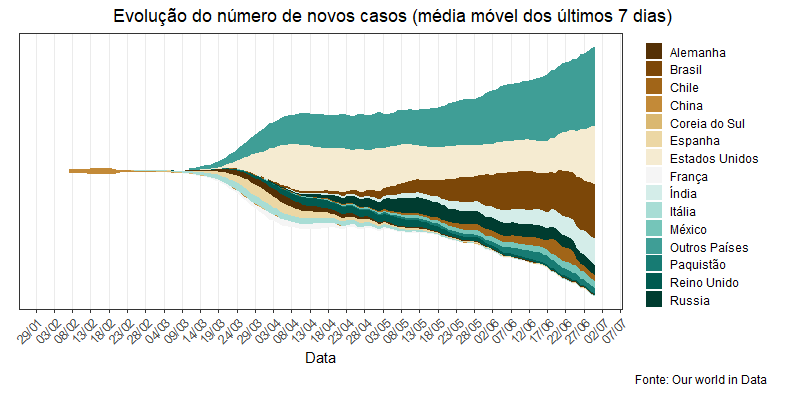 Evolução do número de novos casos (média móvel dos últimos 7 dias)
Alemanha
Brasil
Chile
China
Coreia do Sul
Espanha
Estados Unidos
França
Índia
Itália
México
Outros Países
Paquistão
Reino Unido
Russia
29/01 03/02 08/02 13/02 18/02 23/02 28/02 04/03 09/03 14/03 19/03 24/03 29/03 03/04 08/04 13/04 18/04 23/04 28/04 03/05 08/05 13/05 18/05 23/05 28/05 02/06 07/06 12/06 17/06 22/06 27/06 02/07 07/07
Data
Fonte: Our world in Data